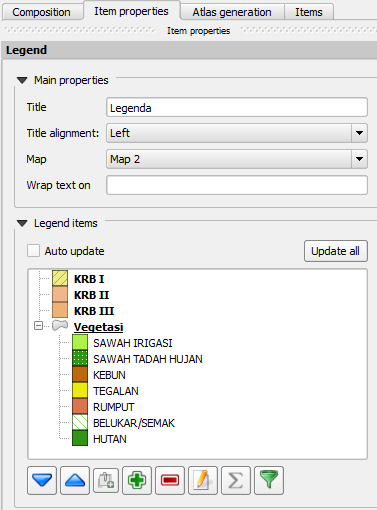 Composition Item properties Atlas generation Items
Item properties
Legend
Main properties
Title Legenda
Title alignment: Left
Map Map 2
Wrap text on
Legend items
Auto update Update all
KRB I
KRB II
KRB III
Vegetasi
SAWAH IRIGASI
SAWAH TADAH HUJAN
KEBUN
TEGALAN
RUMPUT
BELUKAR/SEMAK
HUTAN